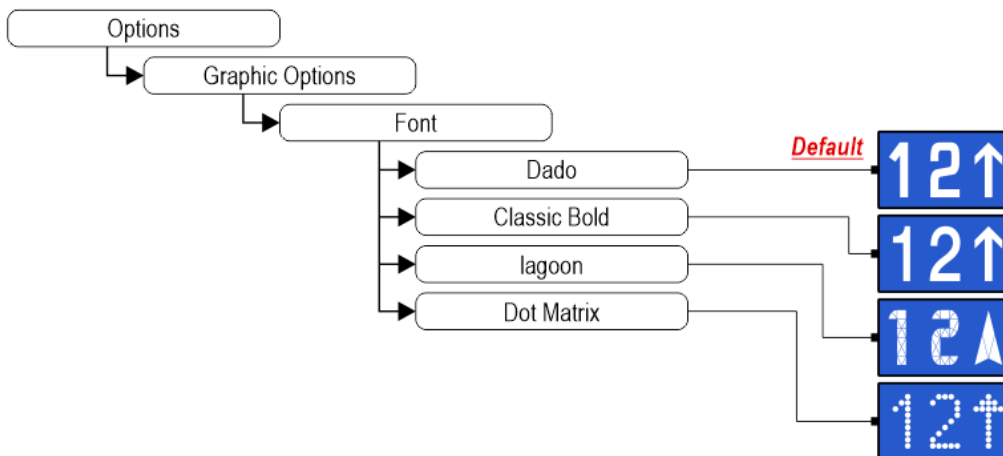 Options
Graphic Options
Font
Default
Dado
12↑
Classic Bold
12↑
lagoon
12
Dot Matrix
12↑